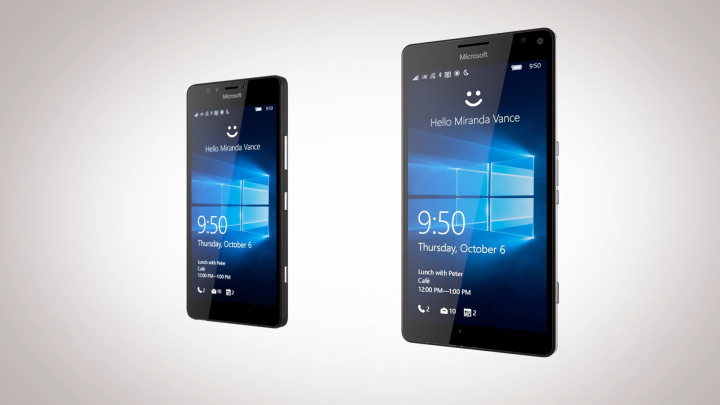 Microsoft
9:50
Hello Miranda Vance
9:50
Thursday, October 6
Lunch with Peter
Café
12:00 PM–1:00 PM
2 10 2
Microsoft
LTE
9:50
Hello Miranda Vance
9:50
Thursday, October 6
Lunch with Peter
Café
12:00 PM—1:00 PM
2 10 2